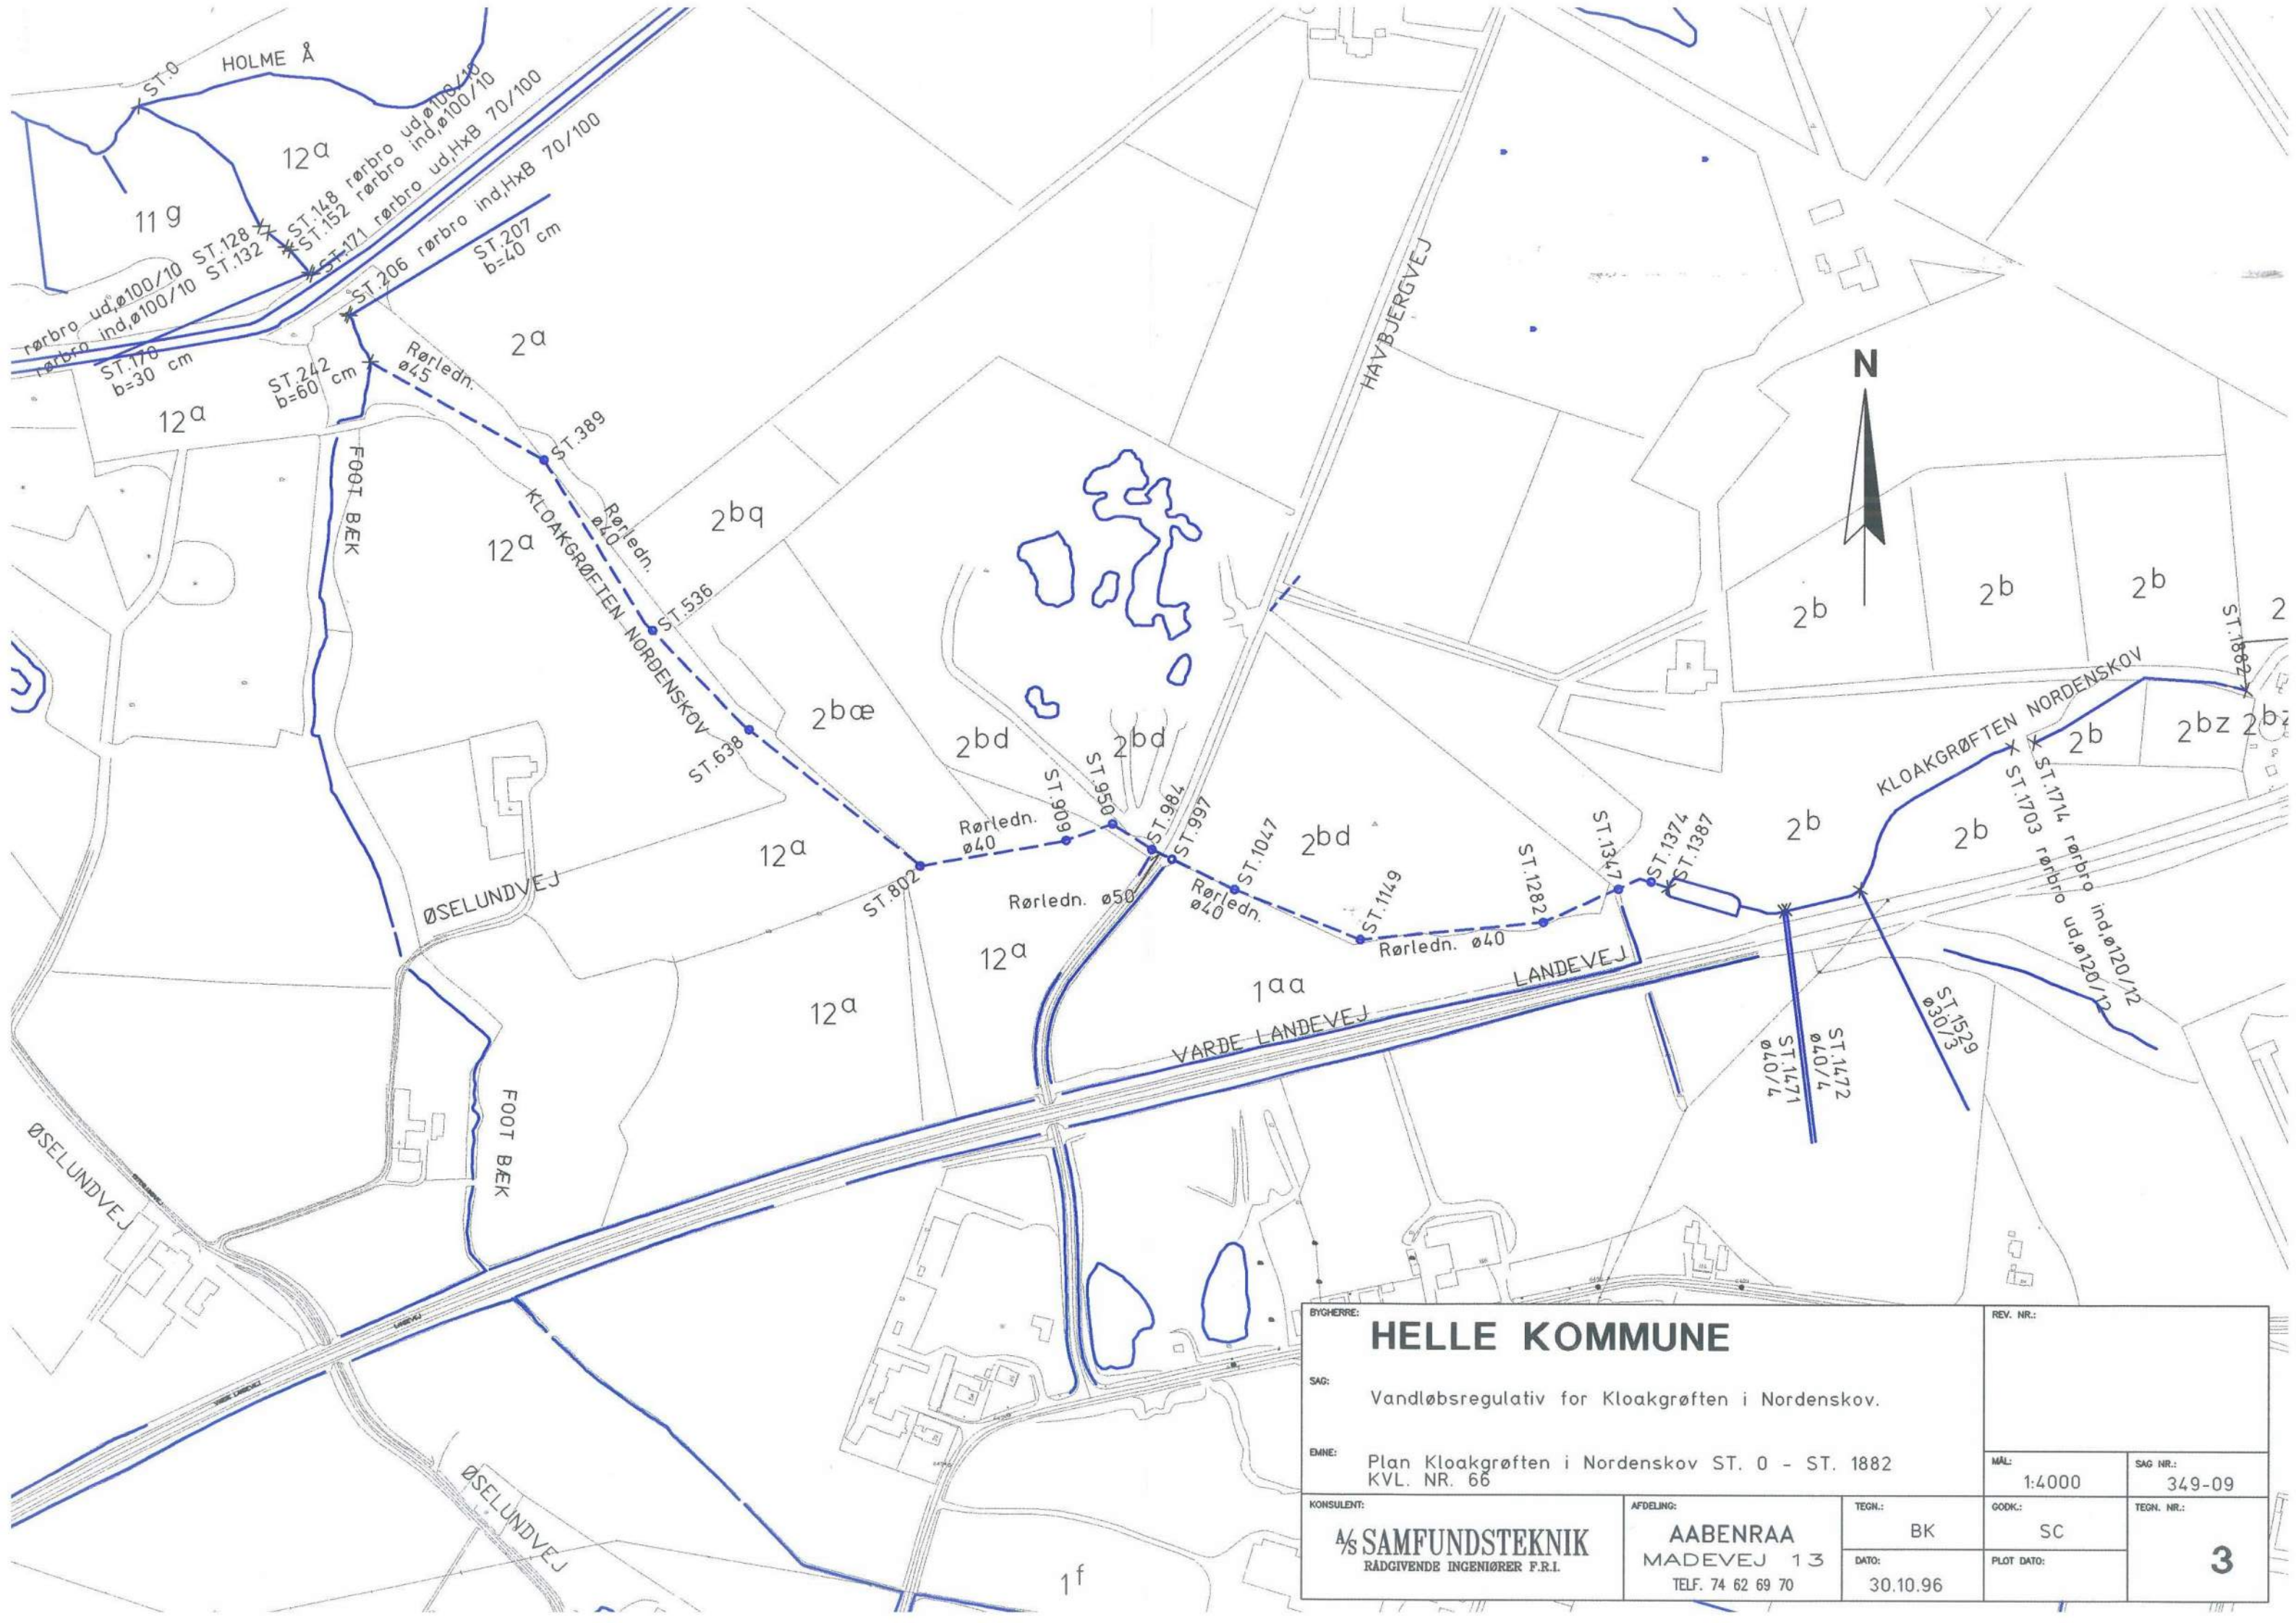 HOLME Å
ST.0
12a
11g
rørbro ud,ø100/10 ST.128
rørbro ind,ø100/10 ST.132
ST.148 rørbro ud,ø100/10
ST.152 rørbro ind,ø100/10
ST.171 rørbro ud,HxB 70/100
ST.206 rørbro ind,HxB 70/100
ST.207
b=40 cm
ST.170
b=30 cm
ST.242
b=60 cm
12a
2a
Rørledn.
ø45
ST.389
FOOT BÆK
KLOAKGRØFTEN NORDENSKOV
Rørledn.
ø40
12a
2bq
ST.536
ST.638
2bæ
2bd
2bd
HAVBJERGVEJ
N
2b
2b
2b
2
ST.1882
KLOAKGRØFTEN NORDENSKOV
2b
2bz
2bz
ST.1714 rørbro ind,ø120/12
ST.1703 rørbro ud,ø120/12
2b
2b
ST.802
12a
Rørledn.
ø40
ST.909
ST.950
ST.984
ST.997
Rørledn. ø50
Rørledn.
ø40
ST.1047
2bd
ST.1149
ST.1282
Rørledn. ø40
ST.1347
ST.1374
ST.1387
ØSELUNDVEJ
12a
12a
1aa
VARDE LANDEVEJ
LANDEVEJ
ST.1471
ø40/4
ST.1472
ø40/4
ST.1529
ø30/3
FOOT BÆK
ØSELUNDVEJ
ØSELUNDVEJ
LANDEVEJ
VARDE LANDEVEJ
1f
BYGHERRE:
HELLE KOMMUNE
REV. NR.:
SAG:
Vandløbsregulativ for Kloakgrøften i Nordenskov.
EMNE:
Plan Kloakgrøften i Nordenskov ST. 0 - ST. 1882
KVL. NR. 66
MÅL:
1:4000
SAG NR.:
349-09
KONSULENT:
A/S SAMFUNDSTEKNIK
RÅDGIVENDE INGENIØRER F.R.I.
AFDELING:
AABENRAA
MADEVEJ 13
TELF. 74 62 69 70
TEGN.:
BK
GODK.:
SC
DATO:
30.10.96
PLOT DATO:
TEGN. NR.:
3